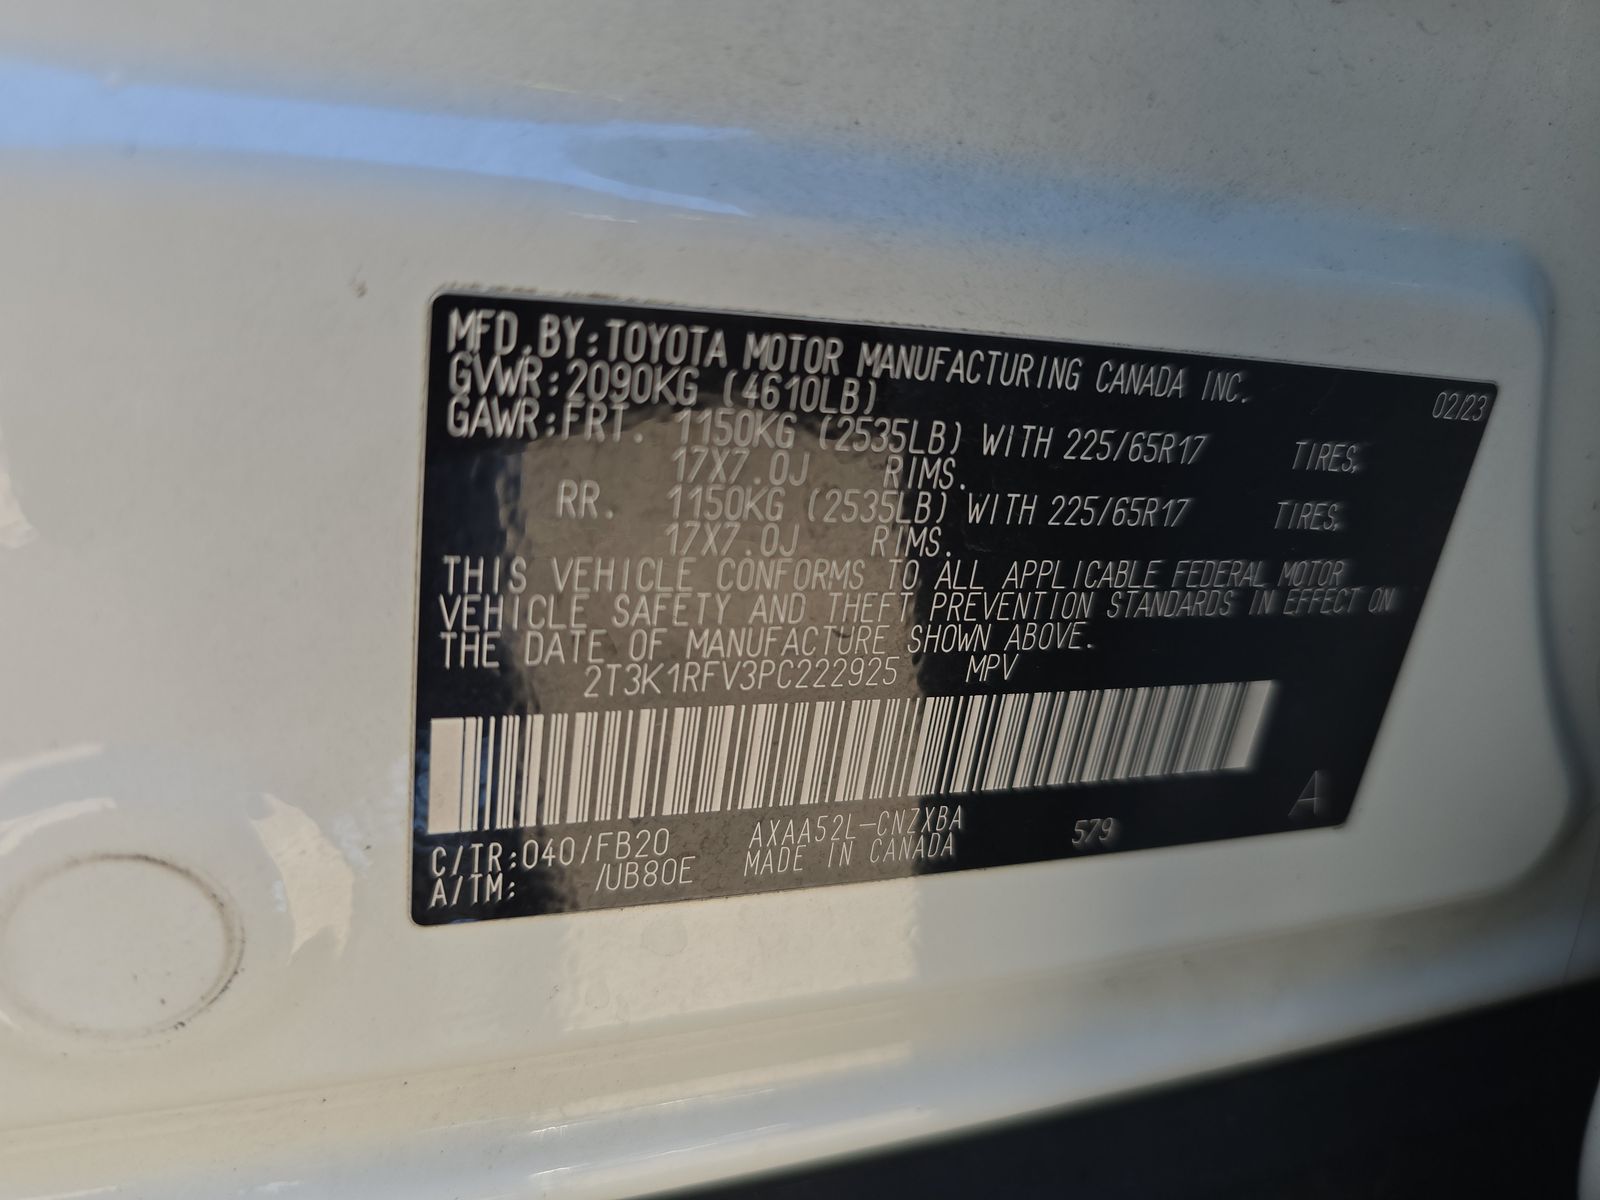 MFD.BY:TOYOTA MOTOR MANUFACTURING CANADA INC.
02/23
GVWR:2090KG (4610LB)
GAWR:FRT. 1150KG (2535LB) WITH 225/65R17 TIRES,
17X7.0J RIMS.
RR. 1150KG (2535LB) WITH 225/65R17 TIRES,
17X7.0J RIMS.
THIS VEHICLE CONFORMS TO ALL APPLICABLE FEDERAL MOTOR
VEHICLE SAFETY AND THEFT PREVENTION STANDARDS IN EFFECT ON
THE DATE OF MANUFACTURE SHOWN ABOVE.
2T3K1RFV3PC222925 MPV
A
C/TR:040/FB20 AXAA52L-CNZXBA 579
A/TM: /UB80E MADE IN CANADA